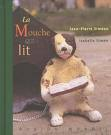 la
Mouche
qui
lit
Jean-Pierre Siméon
Isabelle Simon